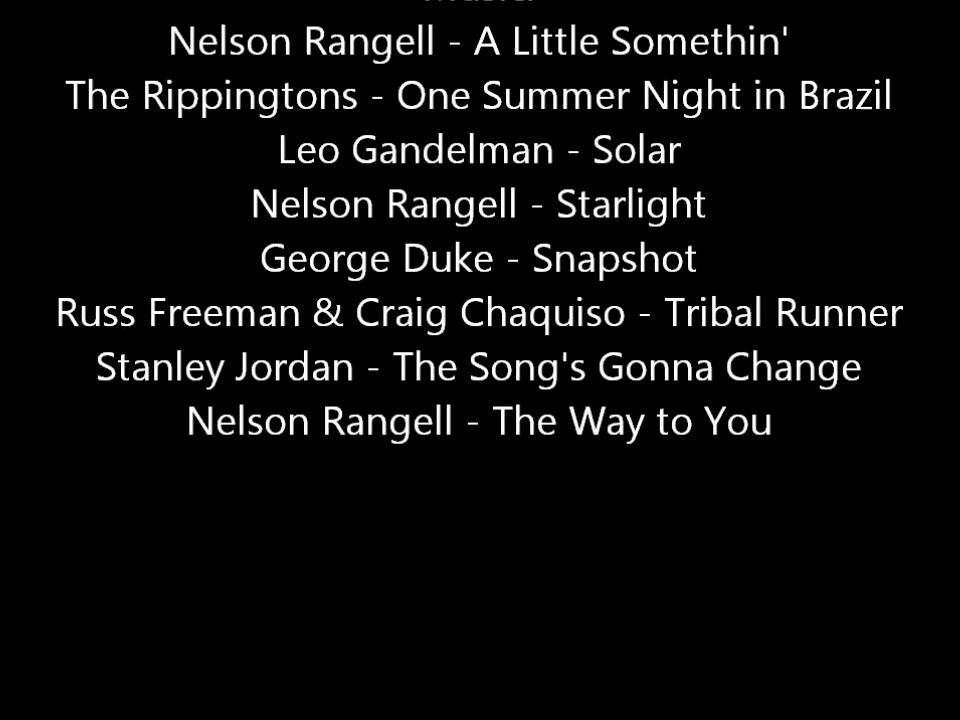 Nelson Rangell - A Little Somethin'
The Rippingtons - One Summer Night in Brazil
Leo Gandelman - Solar
Nelson Rangell - Starlight
George Duke - Snapshot
Russ Freeman & Craig Chaquiso - Tribal Runner
Stanley Jordan - The Song's Gonna Change
Nelson Rangell - The Way to You